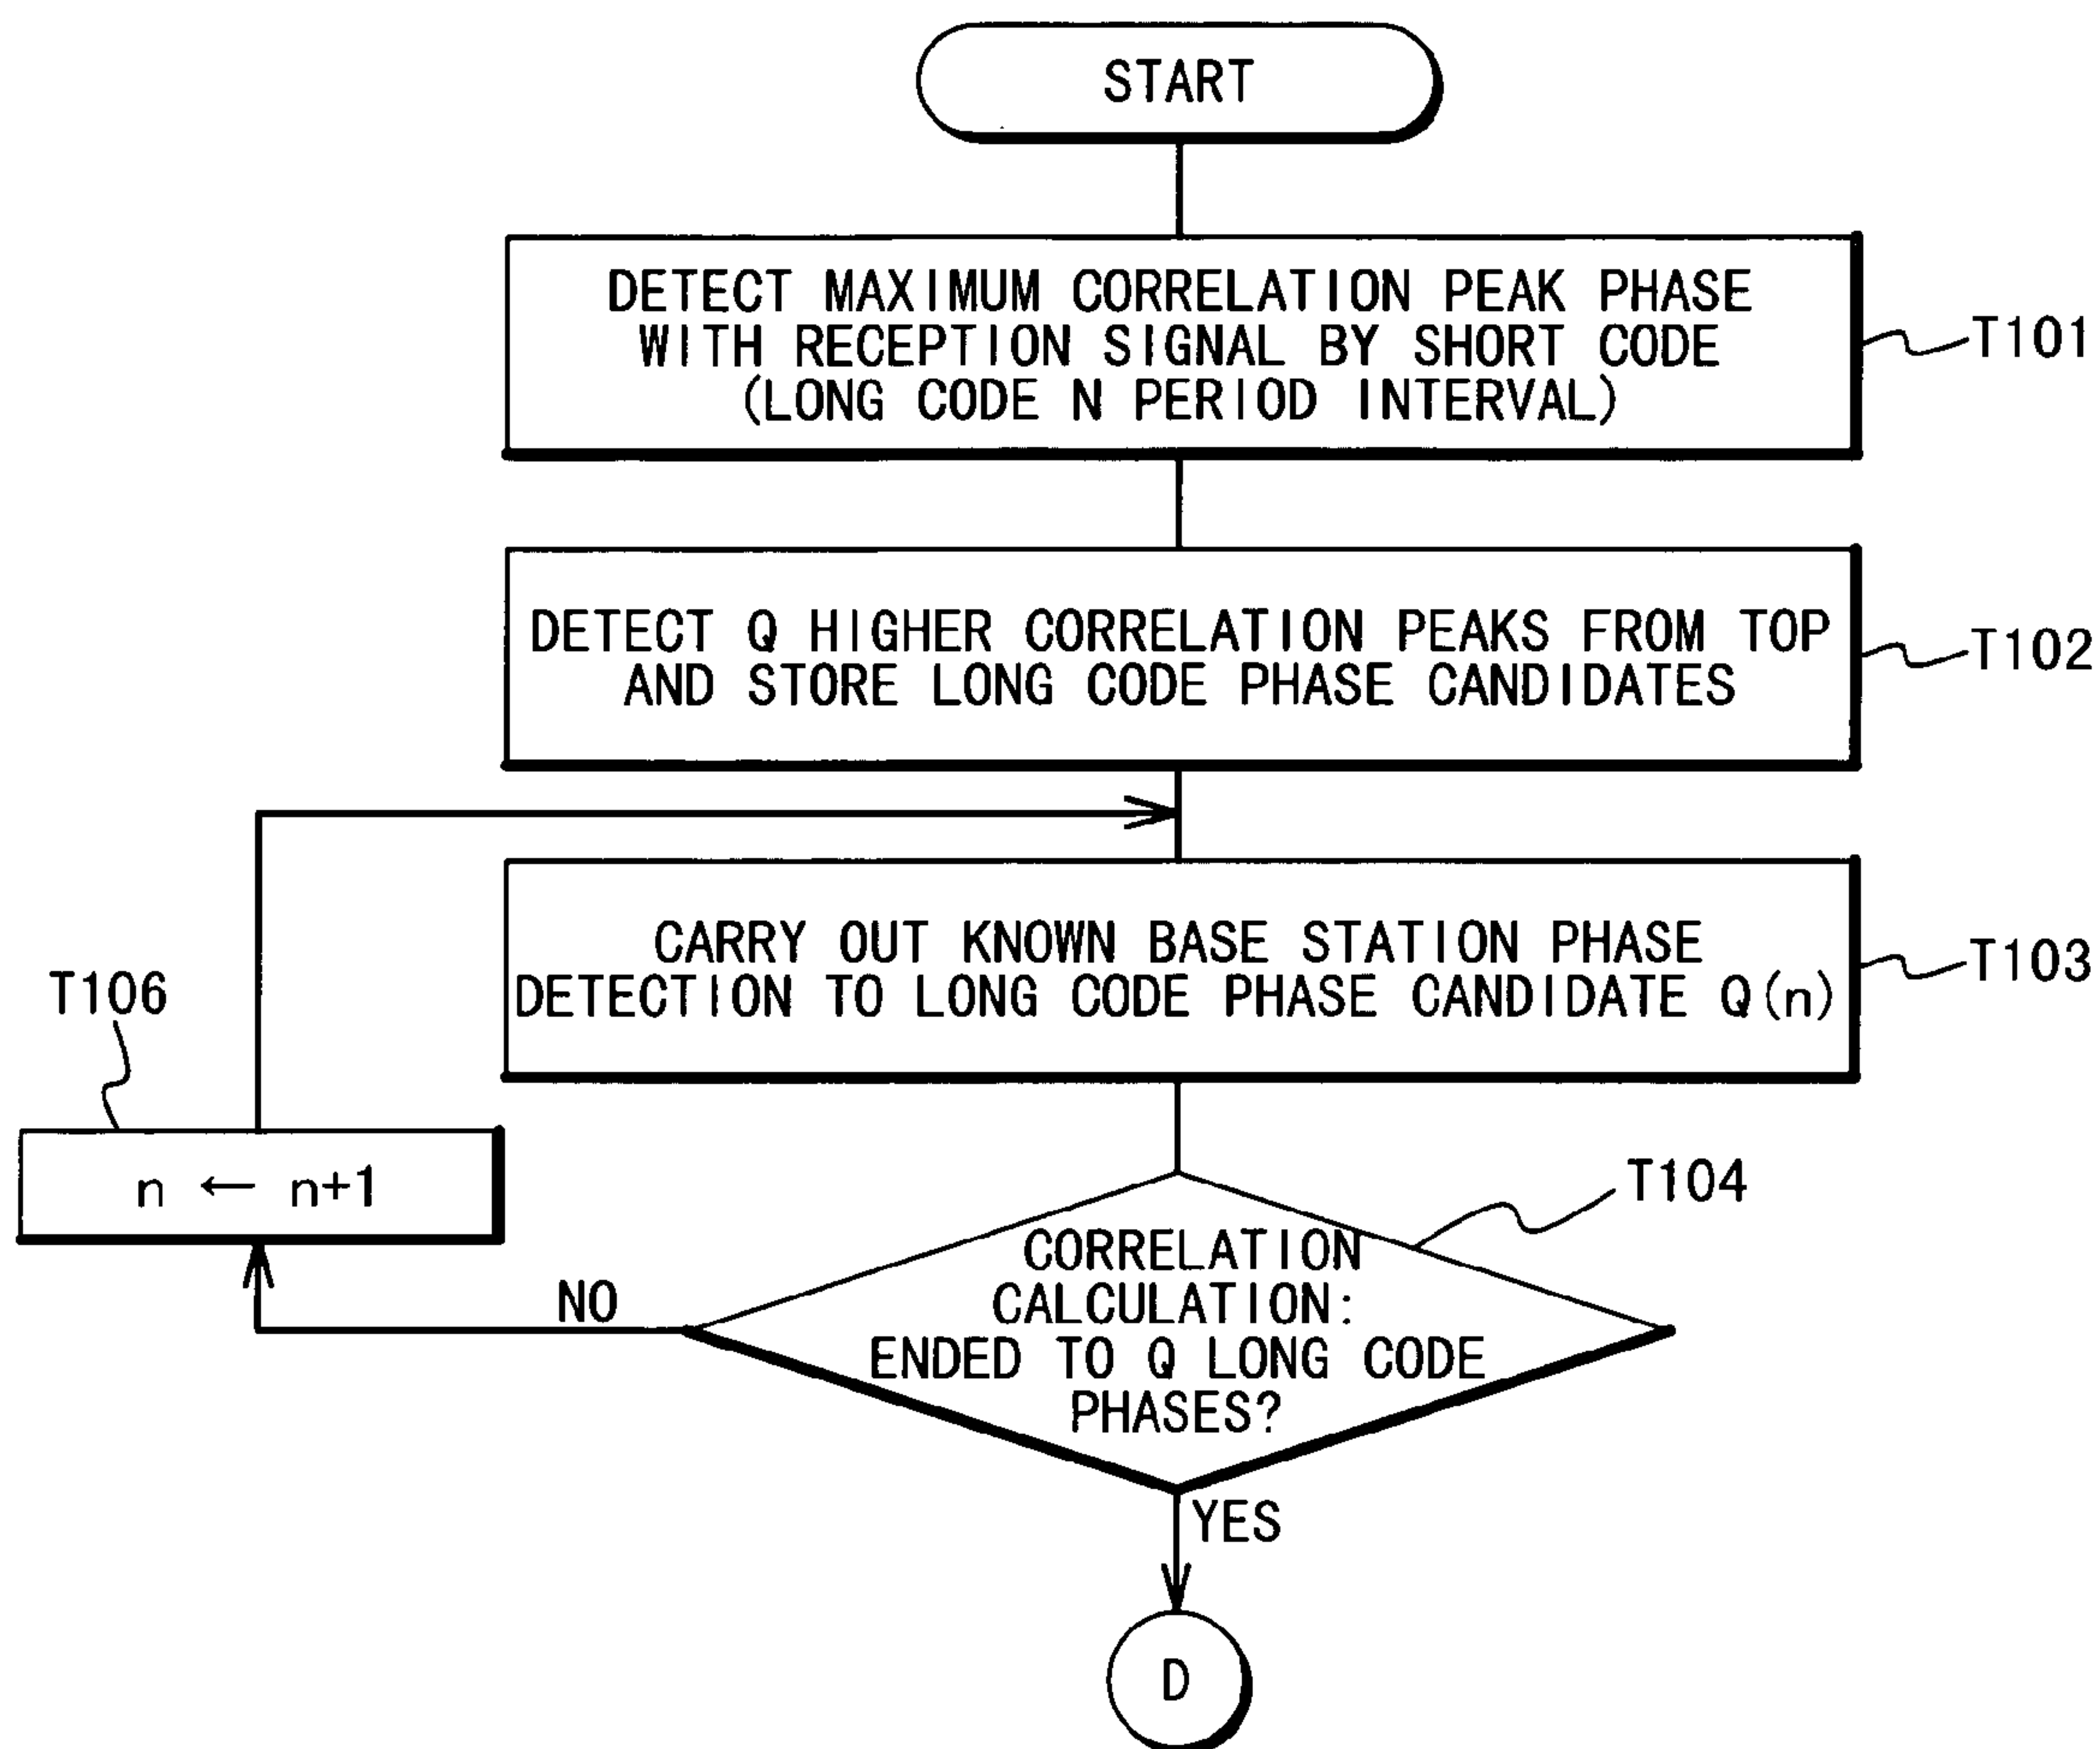 START
DETECT MAXIMUM CORRELATION PEAK PHASE
WITH RECEPTION SIGNAL BY SHORT CODE
(LONG CODE N PERIOD INTERVAL)
T101
DETECT Q HIGHER CORRELATION PEAKS FROM TOP
AND STORE LONG CODE PHASE CANDIDATES
T102
CARRY OUT KNOWN BASE STATION PHASE
DETECTION TO LONG CODE PHASE CANDIDATE Q(n)
T103
T106
n ← n+1
T104
CORRELATION
CALCULATION:
ENDED TO Q LONG CODE
PHASES?
NO
YES
D